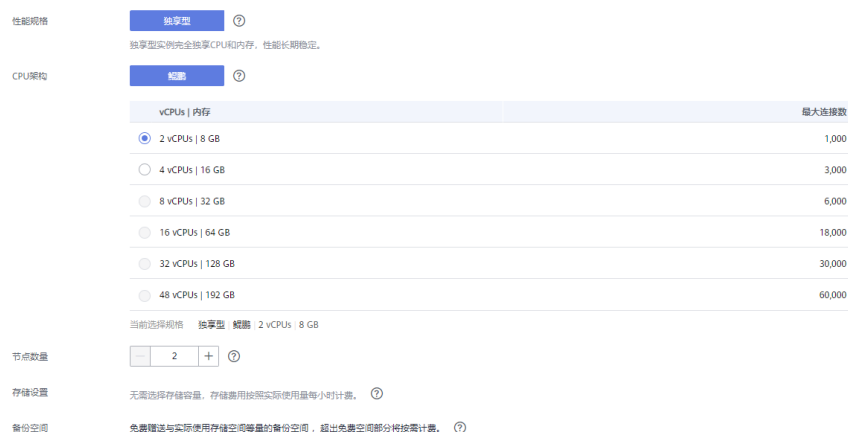 性能规格 独享型
独享型实例完全独享CPU和内存，性能长期稳定。
CPU架构 鲲鹏
vCPUs | 内存 最大连接数
2 vCPUs | 8 GB 1,000
4 vCPUs | 16 GB 3,000
8 vCPUs | 32 GB 6,000
16 vCPUs | 64 GB 18,000
32 vCPUs | 128 GB 30,000
48 vCPUs | 192 GB 60,000
当前选择规格 独享型 | 鲲鹏 | 2 vCPUs | 8 GB
节点数量 2
存储设置 无需选择存储容量，存储费用按照实际使用量每小时计费。
备份空间 免费赠送与实际使用存储空间等量的备份空间，超出免费空间部分将按需计费。